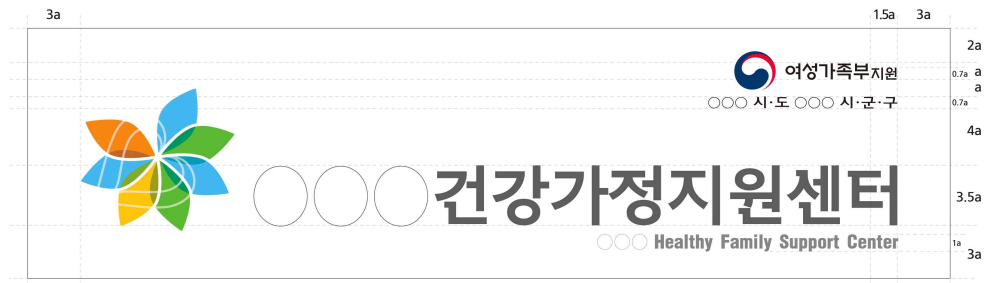 3a 1.5a 3a
2a
여성가족부지원 0.7a a
a
○○○ 시·도 ○○○ 시·군·구 0.7a
4a
○○○건강가정지원센터 3.5a
○○○ Healthy Family Support Center 1a
3a